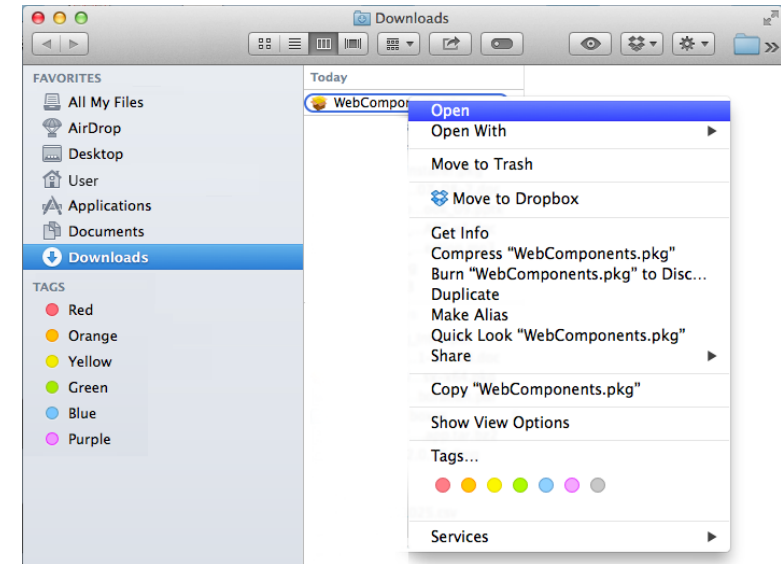 Downloads
FAVORITES
All My Files
AirDrop
Desktop
User
Applications
Documents
Downloads
TAGS
Red
Orange
Yellow
Green
Blue
Purple
Today
WebCompo
Open
Open With
Move to Trash
Move to Dropbox
Get Info
Compress “WebComponents.pkg”
Burn “WebComponents.pkg” to Disc...
Duplicate
Make Alias
Quick Look “WebComponents.pkg”
Share
Copy “WebComponents.pkg”
Show View Options
Tags...
Services